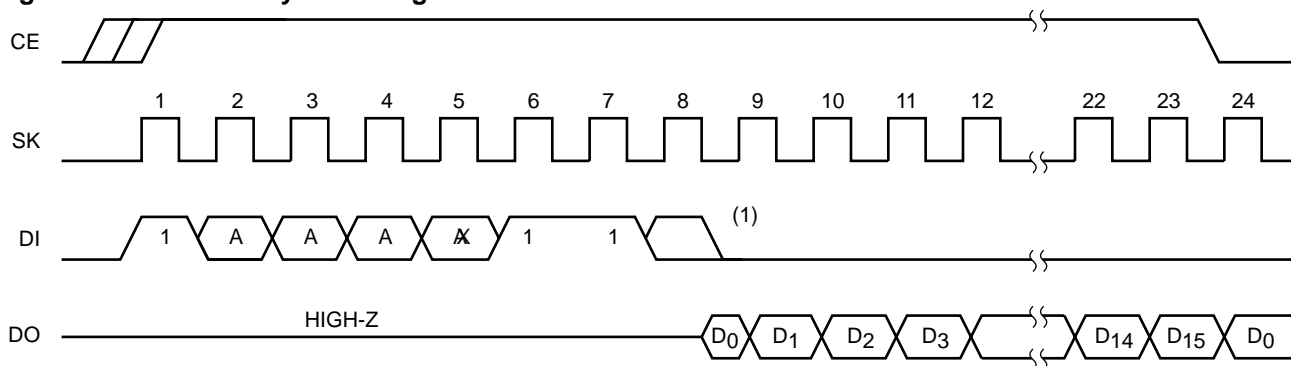 CE
1 2 3 4 5 6 7 8 9 10 11 12 22 23 24
SK
(1)
DI 1 A A A 1 1
HIGH-Z
DO D0 D1 D2 D3 D14 D15 D0